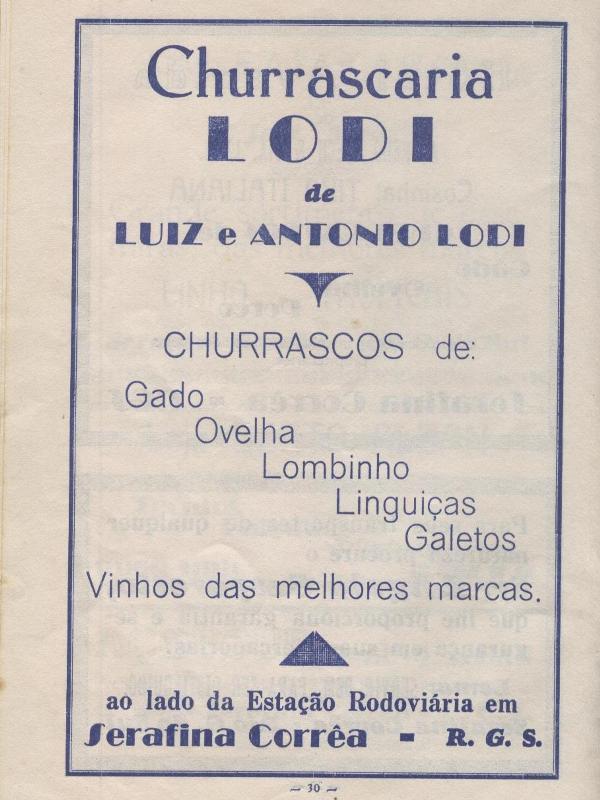 Churrascaria
LODI
de
LUIZ e ANTONIO LODI
CHURRASCOS de:
Gado
Ovelha
Lombinho
Linguiças
Galetos
Vinhos das melhores marcas.
ao lado da Estação Rodoviária em
Serafina Corrêa - R. G. S.
— 30 —